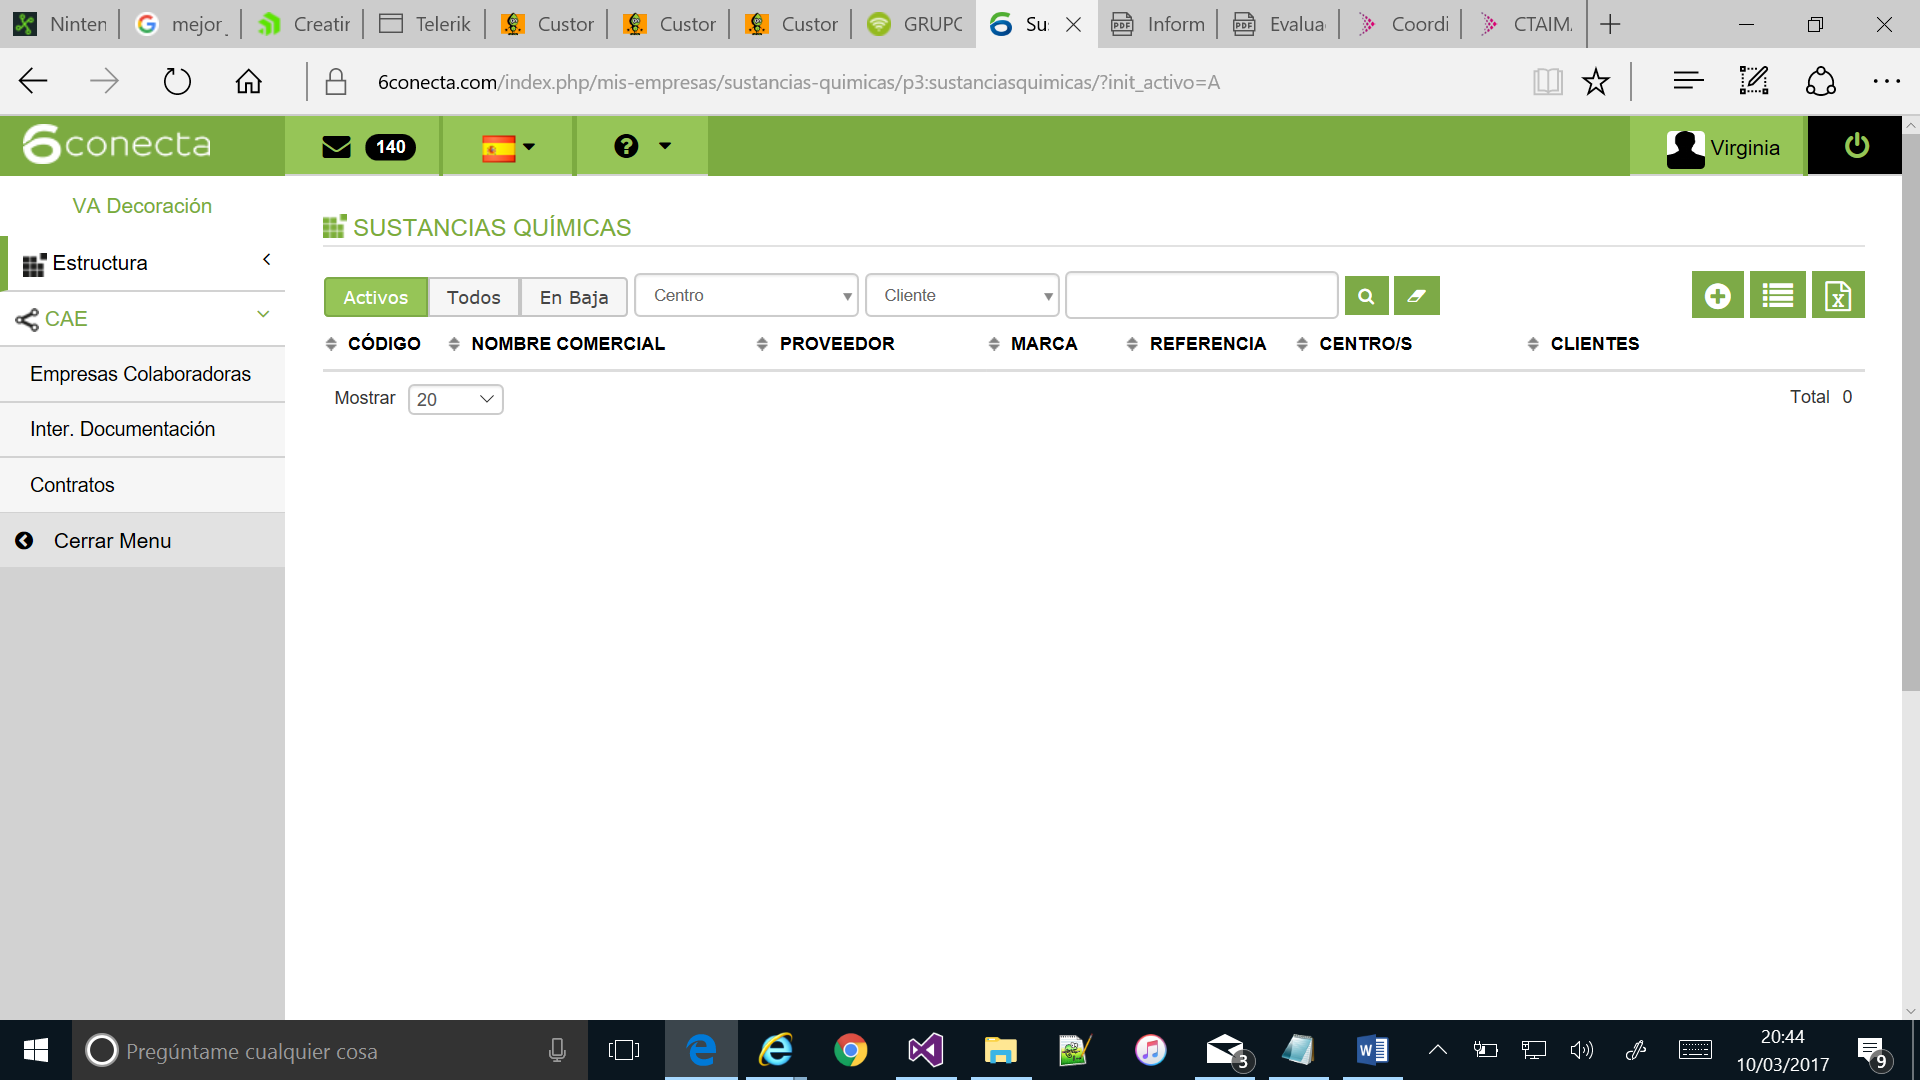 Ninten
mejor_
Creatir
Telerik
Custor
Custor
Custor
GRUPC
Su
Inform
Evalua
Coordi
CTAIM
6conecta.com/index.php/mis-empresas/sustancias-quimicas/p3:sustanciasquimicas/?init_activo=A
6conecta
140
Virginia
VA Decoración
Estructura
CAE
Empresas Colaboradoras
Inter. Documentación
Contratos
Cerrar Menu
SUSTANCIAS QUÍMICAS
Activos Todos En Baja Centro Cliente
CÓDIGO NOMBRE COMERCIAL PROVEEDOR MARCA REFERENCIA CENTRO/S CLIENTES
Mostrar 20 Total 0
Pregúntame cualquier cosa
3
20:44
10/03/2017
9